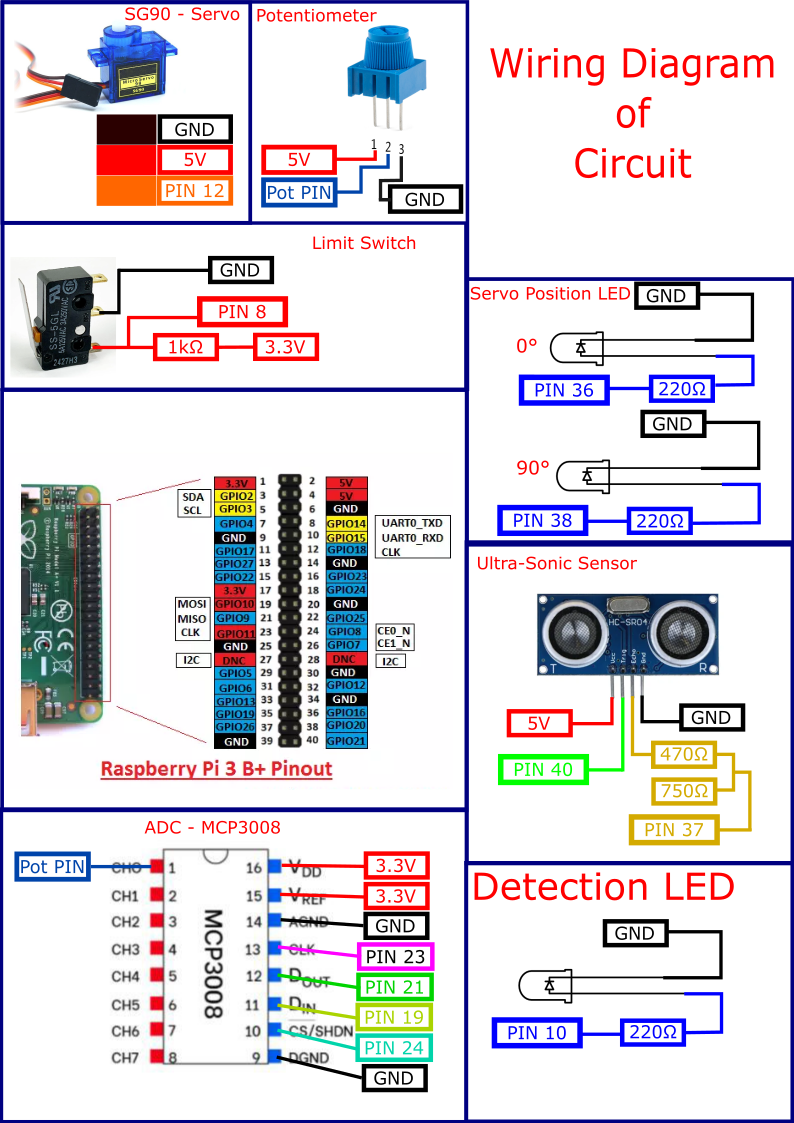 SG90 - Servo
GND
5V
PIN 12
Potentiometer
1 2 3
5V
Pot PIN
GND
Wiring Diagram
of
Circuit
Limit Switch
GND
PIN 8
1kΩ
3.3V
SS-5GL
5A125VAC 3A250VAC
2427H3
Servo Position LED
GND
0°
PIN 36
220Ω
GND
90°
PIN 38
220Ω
3.3V 1 2 5V
SDA GPIO2 3 4 5V
SCL GPIO3 5 6 GND
GPIO4 7 8 GPIO14 UART0_TXD
GND 9 10 GPIO15 UART0_RXD
GPIO17 11 12 GPIO18 CLK
GPIO27 13 14 GND
GPIO22 15 16 GPIO23
3.3V 17 18 GPIO24
MOSI GPIO10 19 20 GND
MISO GPIO9 21 22 GPIO25
CLK GPIO11 23 24 GPIO8 CE0_N
GND 25 26 GPIO7 CE1_N
I2C DNC 27 28 DNC I2C
GPIO5 29 30 GND
GPIO6 31 32 GPIO12
GPIO13 33 34 GND
GPIO19 35 36 GPIO16
GPIO26 37 38 GPIO20
GND 39 40 GPIO21
Raspberry Pi 3 B+ Pinout
Ultra-Sonic Sensor
HC-SR04
T
R
Vcc
Trig
Echo
Gnd
5V
GND
PIN 40
470Ω
750Ω
PIN 37
ADC - MCP3008
MCP3008
Pot PIN CH0 1 16 VDD 3.3V
CH1 2 15 VREF 3.3V
CH2 3 14 AGND GND
CH3 4 13 CLK PIN 23
CH4 5 12 DOUT PIN 21
CH5 6 11 DIN PIN 19
CH6 7 10 CS/SHDN PIN 24
CH7 8 9 DGND GND
Detection LED
GND
PIN 10
220Ω